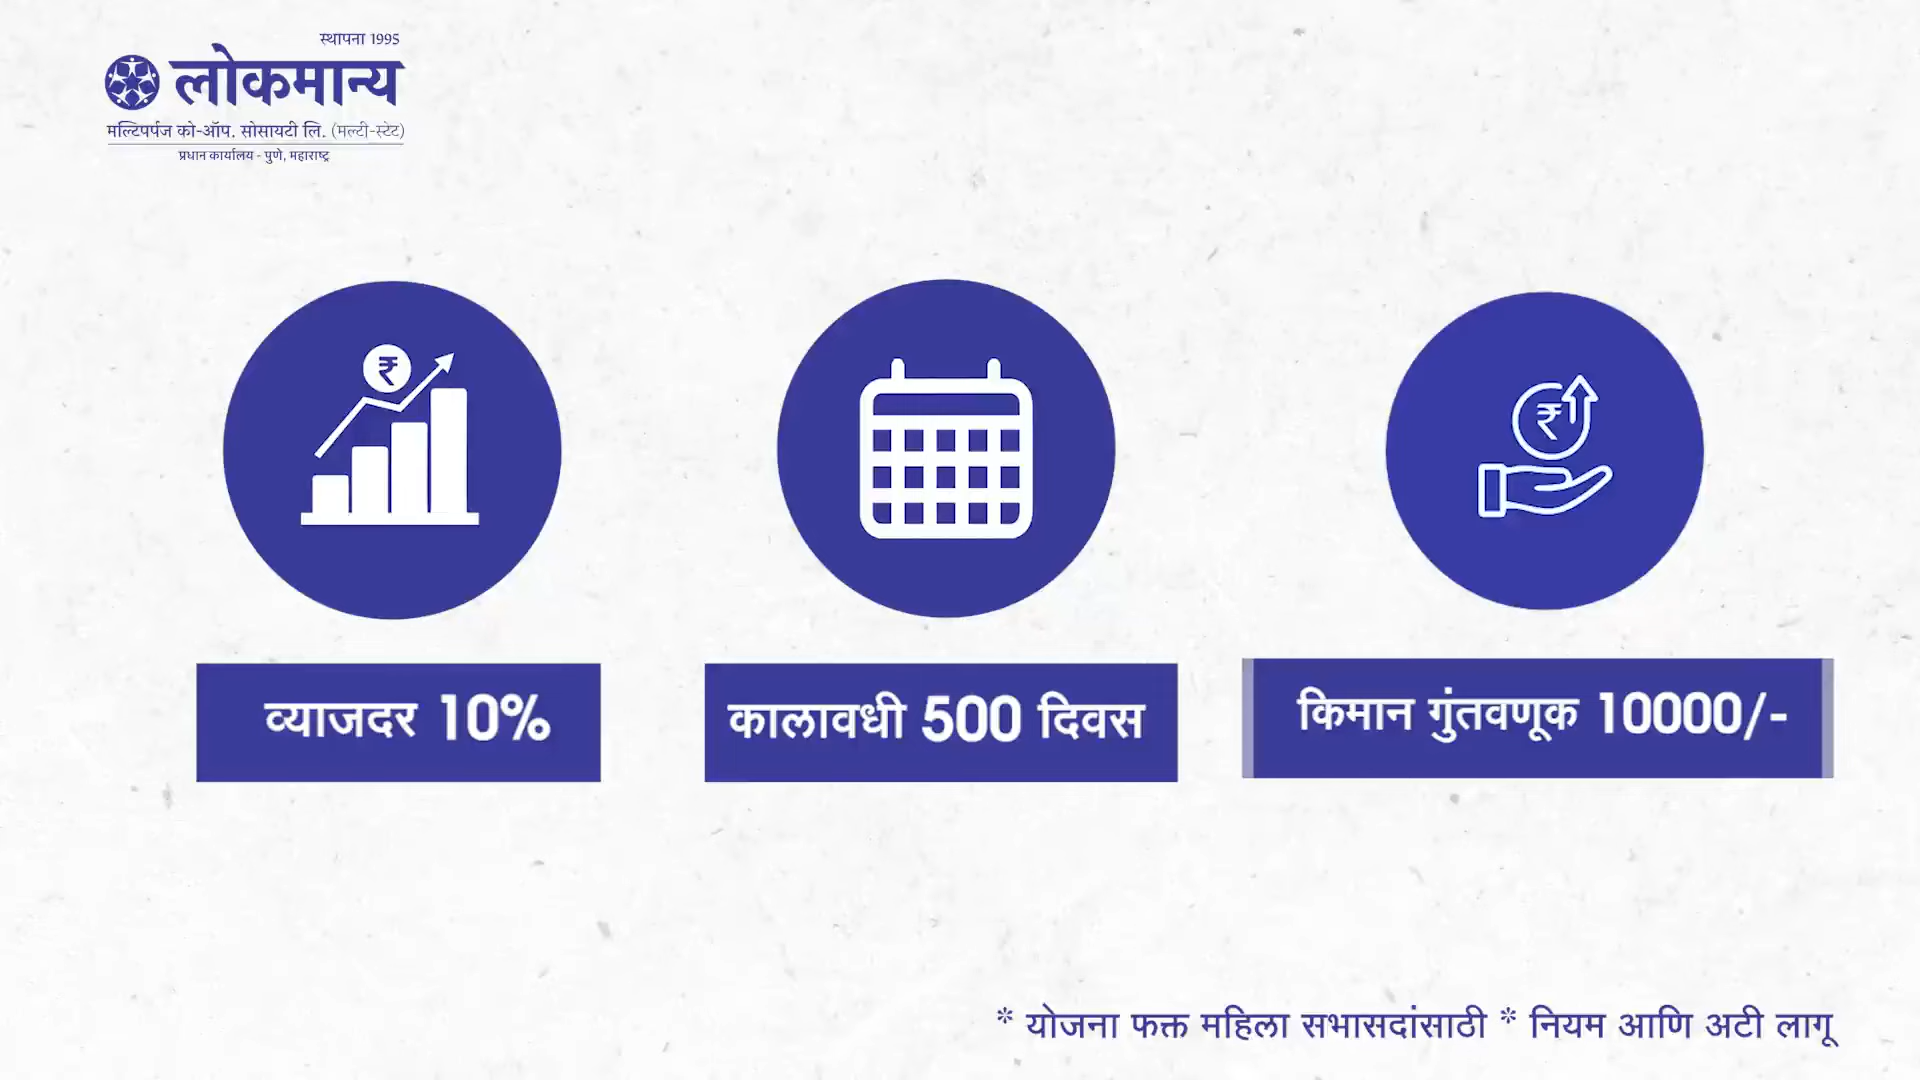 स्थापना 1995
लोकमान्य
मल्टिपर्पज को-ऑप. सोसायटी लि. (मल्टी-स्टेट)
प्रधान कार्यालय - पुणे, महाराष्ट्र
₹
₹
व्याजदर 10%
कालावधी 500 दिवस
किमान गुंतवणूक 10000/-
* योजना फक्त महिला सभासदांसाठी * नियम आणि अटी लागू